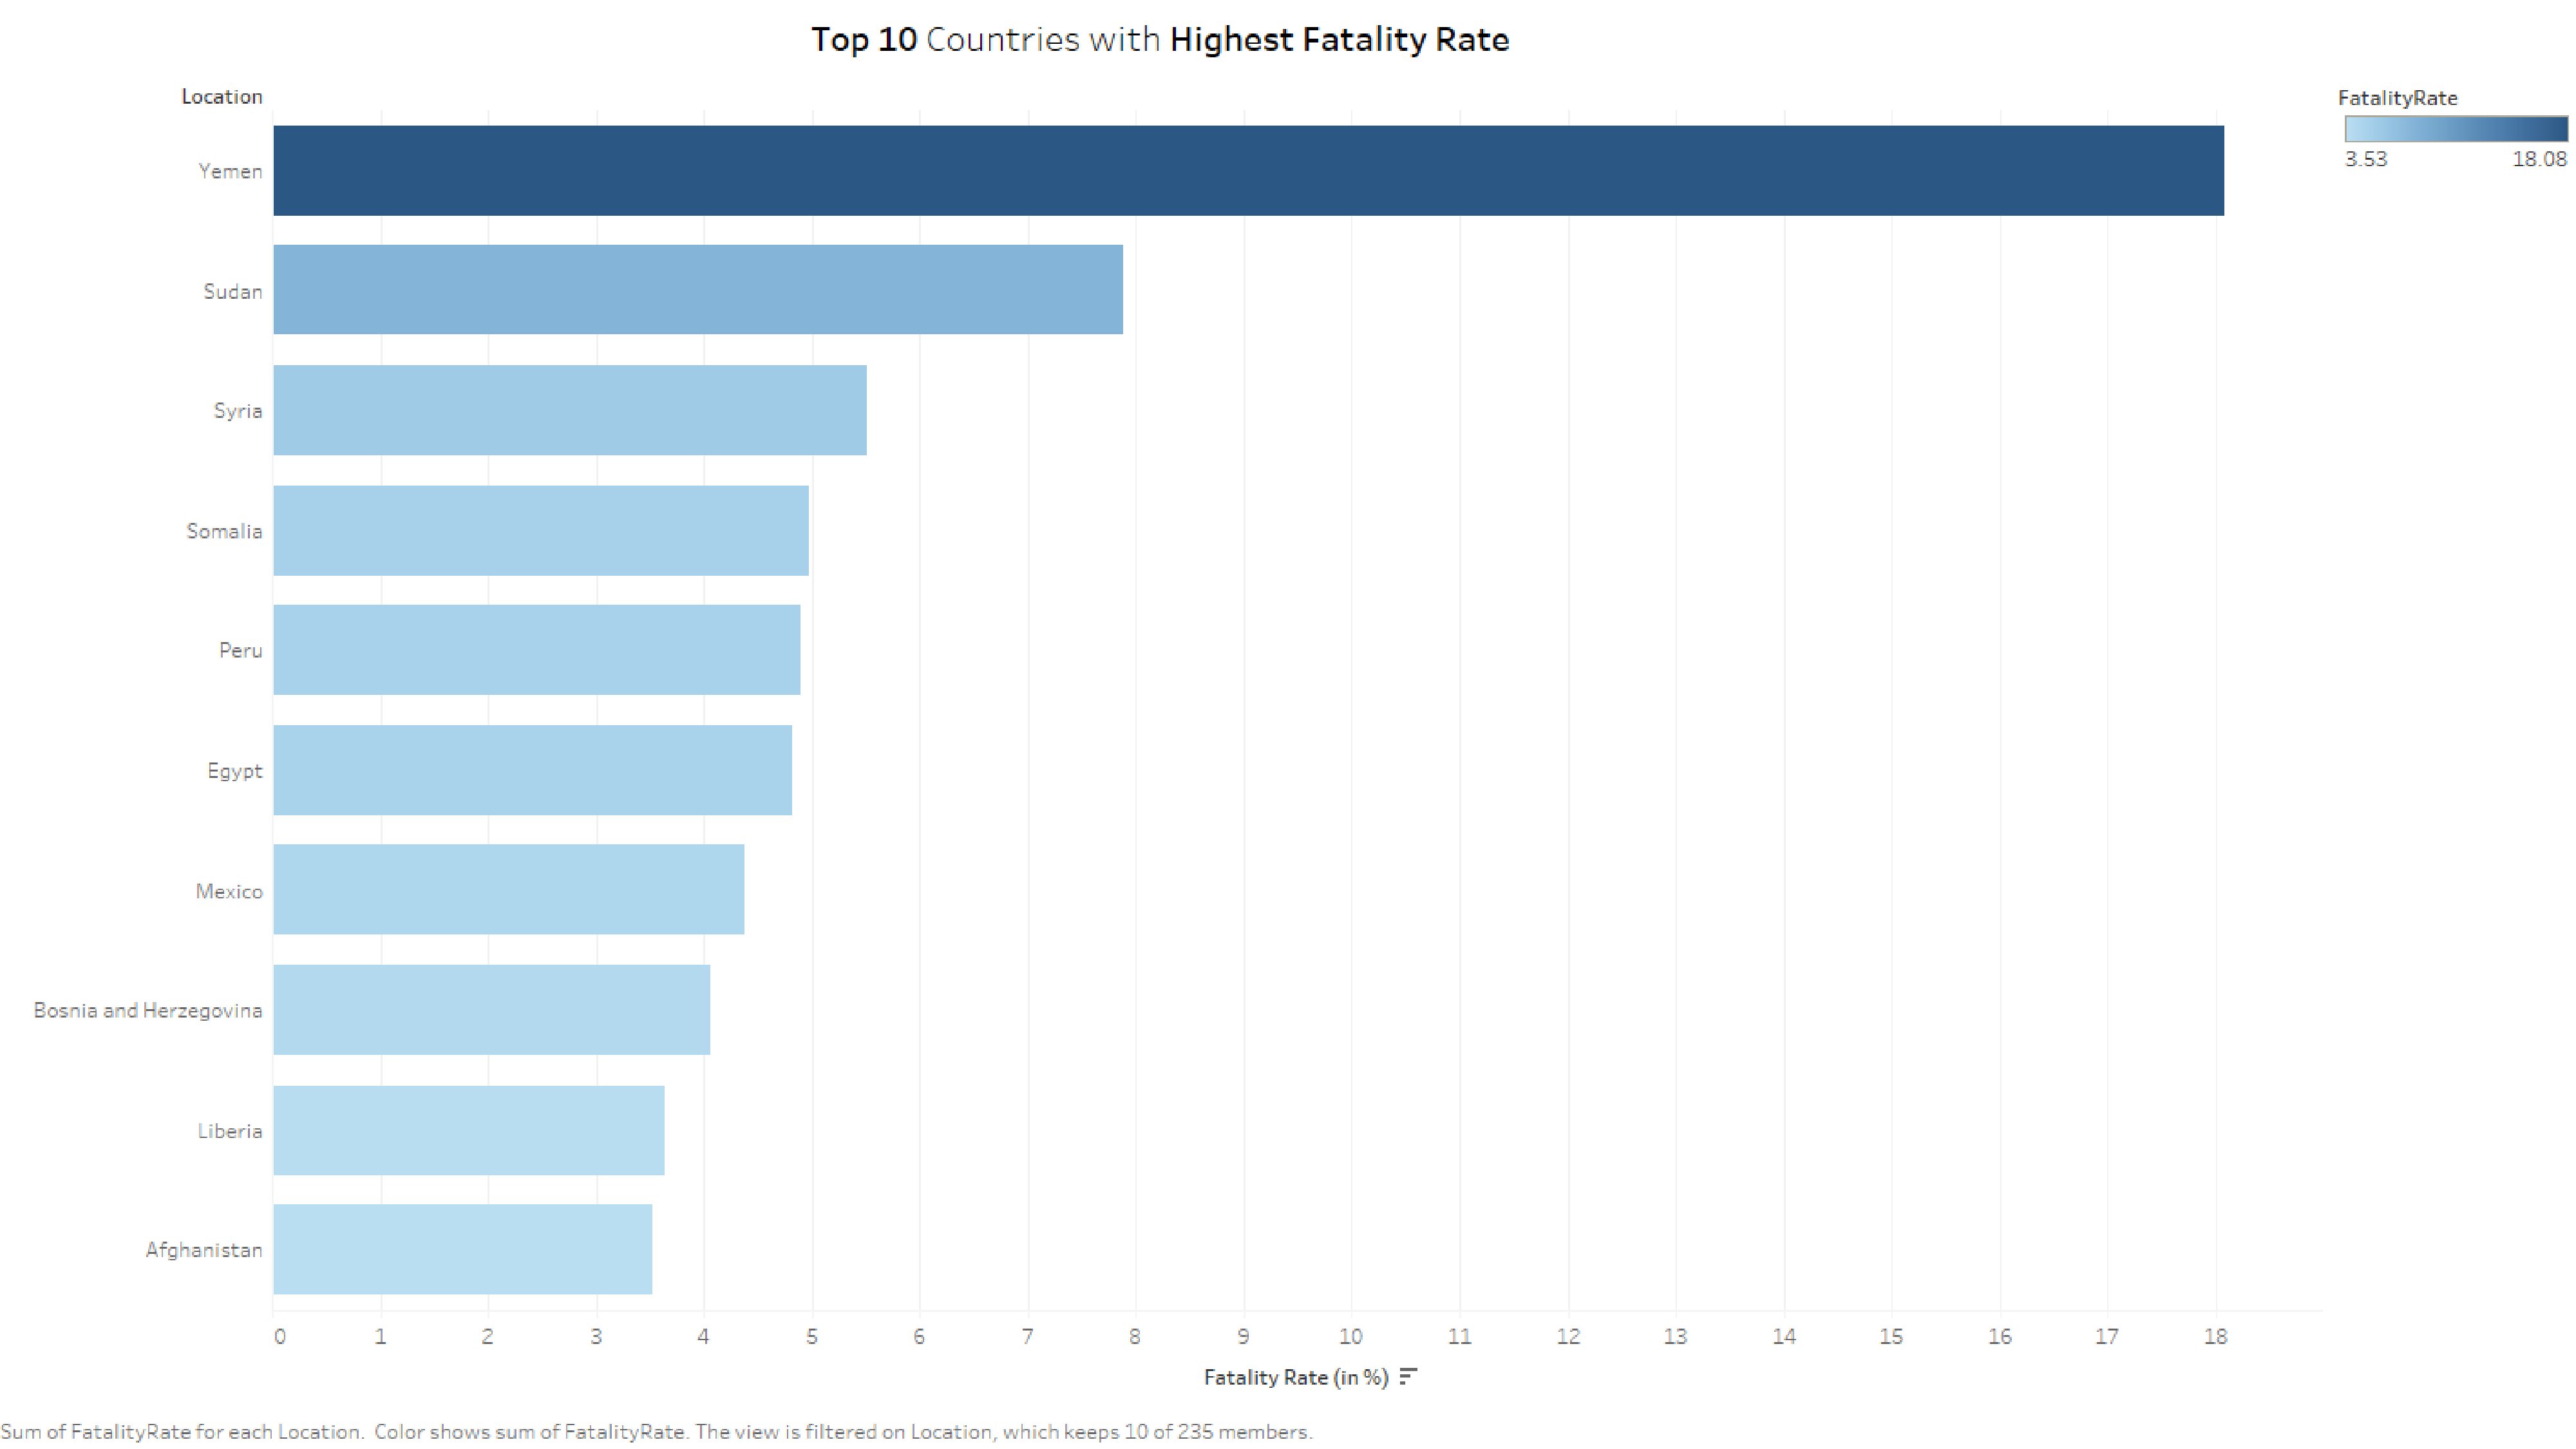 Top 10 Countries with Highest Fatality Rate
Location
FatalityRate
3.53 18.08
Yemen
Sudan
Syria
Somalia
Peru
Egypt
Mexico
Bosnia and Herzegovina
Liberia
Afghanistan
0 1 2 3 4 5 6 7 8 9 10 11 12 13 14 15 16 17 18
Fatality Rate (in %)
Sum of FatalityRate for each Location.  Color shows sum of FatalityRate. The view is filtered on Location, which keeps 10 of 235 members.